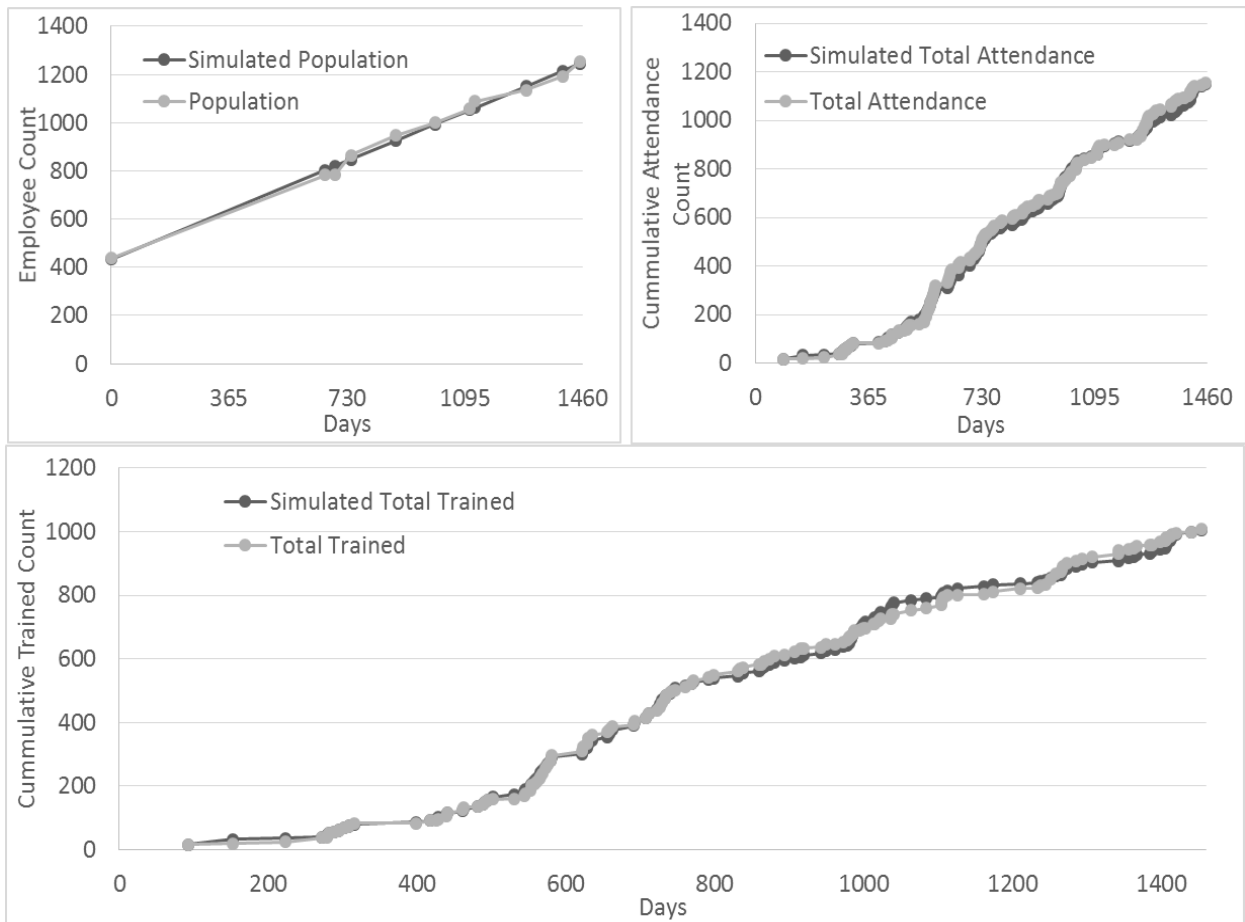 1400
1200
1000
800
600
400
200
0
Employee Count
Simulated Population
Population
0 365 730 1095 1460
Days
1400
1200
1000
800
600
400
200
0
Cummulative Attendance
Count
Simulated Total Attendance
Total Attendance
0 365 730 1095 1460
Days
1200
1000
800
600
400
200
0
Cummulative Trained Count
Simulated Total Trained
Total Trained
0 200 400 600 800 1000 1200 1400
Days